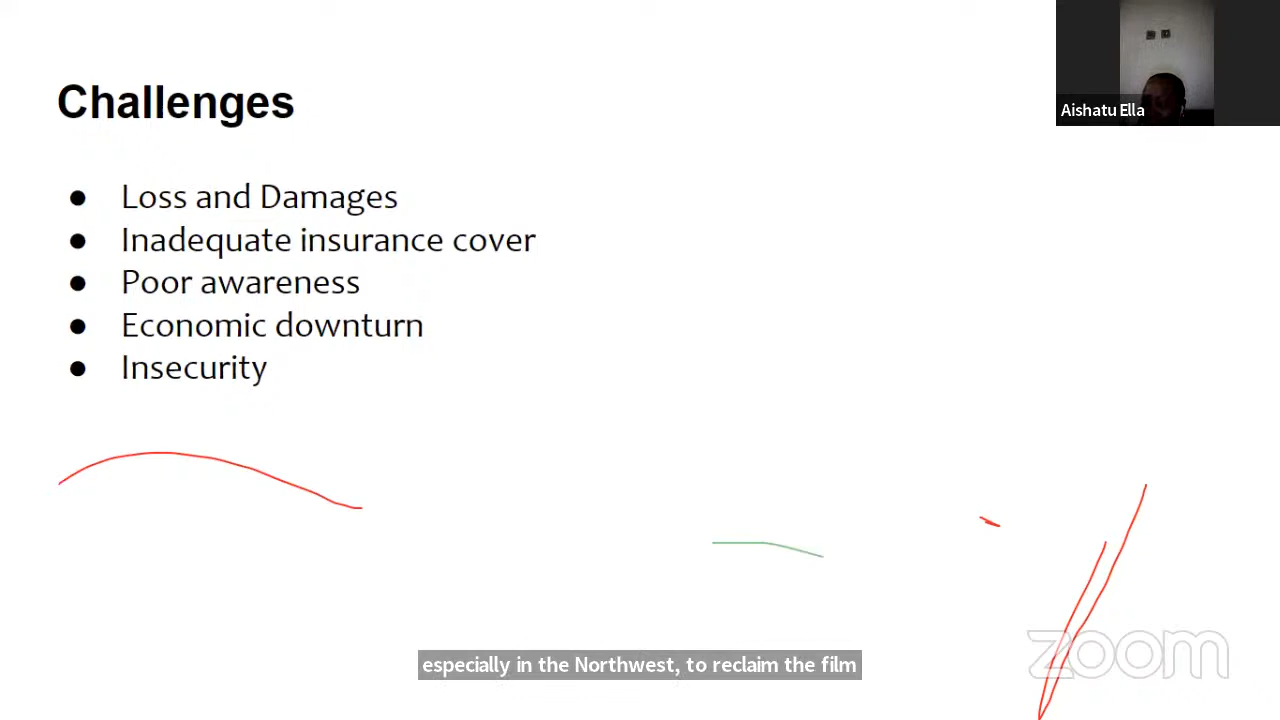 Challenges
Aishatu Ella
● Loss and Damages
● Inadequate insurance cover
● Poor awareness
● Economic downturn
● Insecurity
especially in the Northwest, to reclaim the film
zoom